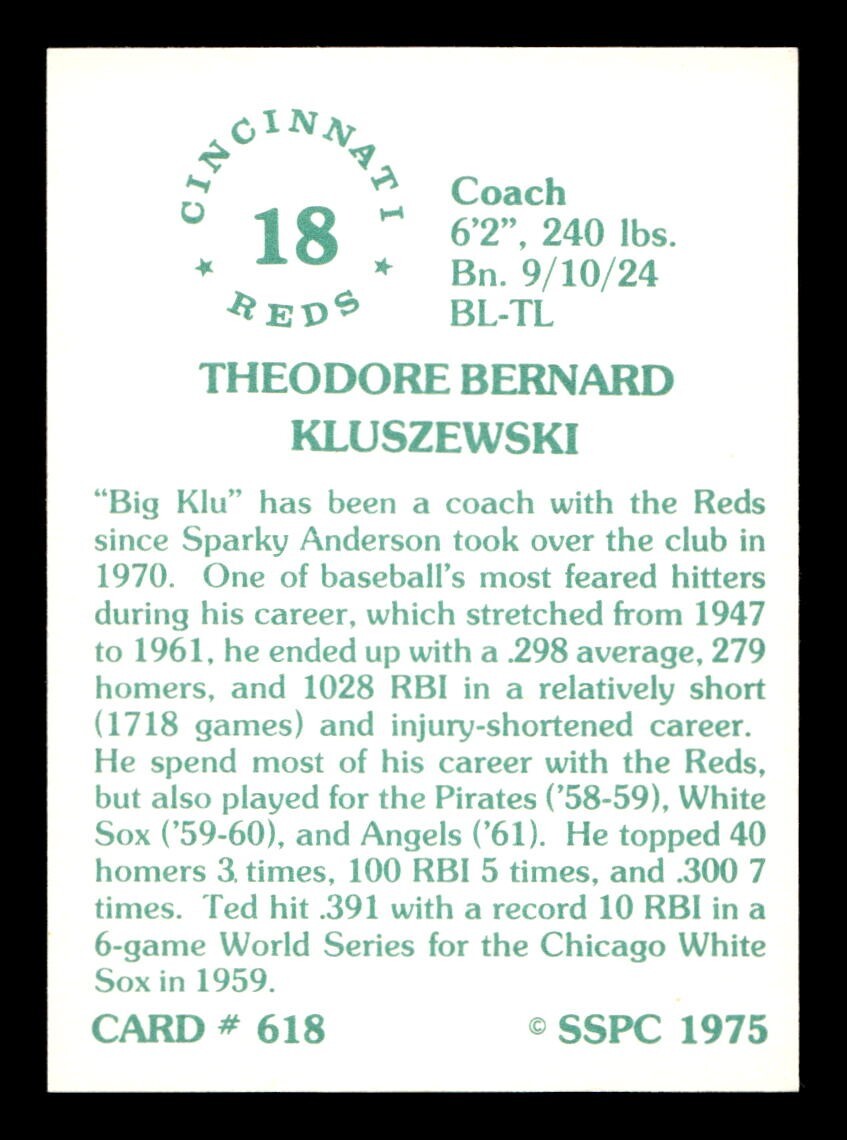 CINCINNATI
18
REDS
Coach
6'2", 240 lbs.
Bn. 9/10/24
BL-TL
THEODORE BERNARD
KLUSZEWSKI
“Big Klu” has been a coach with the Reds
since Sparky Anderson took over the club in
1970. One of baseball's most feared hitters
during his career, which stretched from 1947
to 1961, he ended up with a .298 average, 279
homers, and 1028 RBI in a relatively short
(1718 games) and injury-shortened career.
He spend most of his career with the Reds,
but also played for the Pirates ('58-59), White
Sox ('59-60), and Angels ('61). He topped 40
homers 3 times, 100 RBI 5 times, and .300 7
times. Ted hit .391 with a record 10 RBI in a
6-game World Series for the Chicago White
Sox in 1959.
CARD # 618
© SSPC 1975